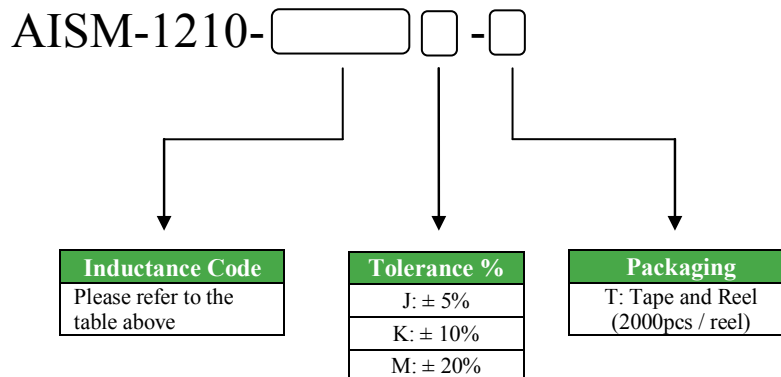 AISM-1210- -
Inductance Code
Please refer to the
table above
Tolerance %
J: ± 5%
K: ± 10%
M: ± 20%
Packaging
T: Tape and Reel
(2000pcs / reel)